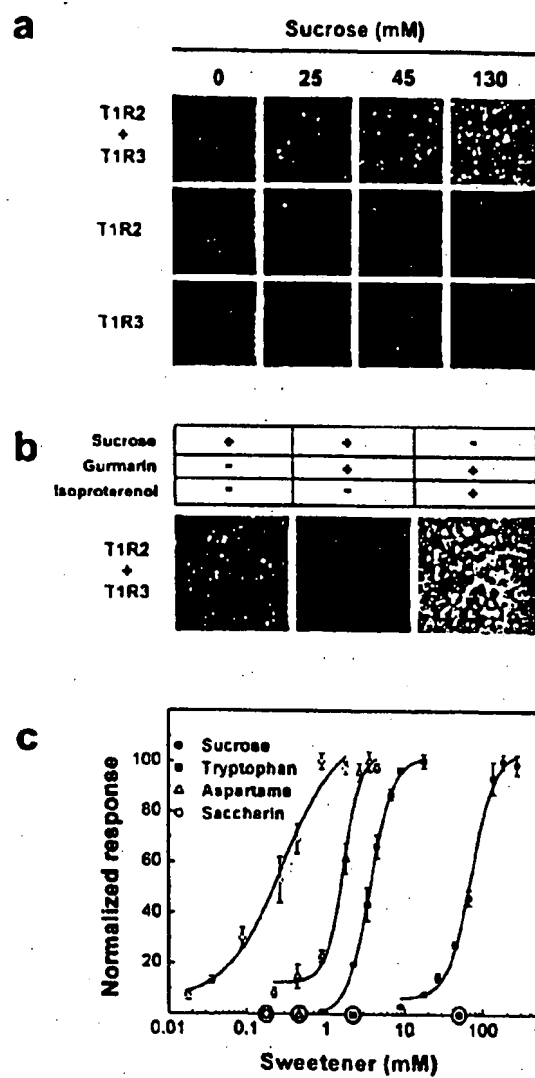 a
Sucrose (mM)
0 25 45 130
T1R2
+
T1R3
T1R2
T1R3
b
Sucrose + + -
Gurmarin - + +
Isoproterenol - - +
T1R2
+
T1R3
c
Sucrose
Tryptophan
Aspartame
Saccharin
Normalized response
100
80
60
40
20
0.01 0.1 1 10 100
Sweetener (mM)